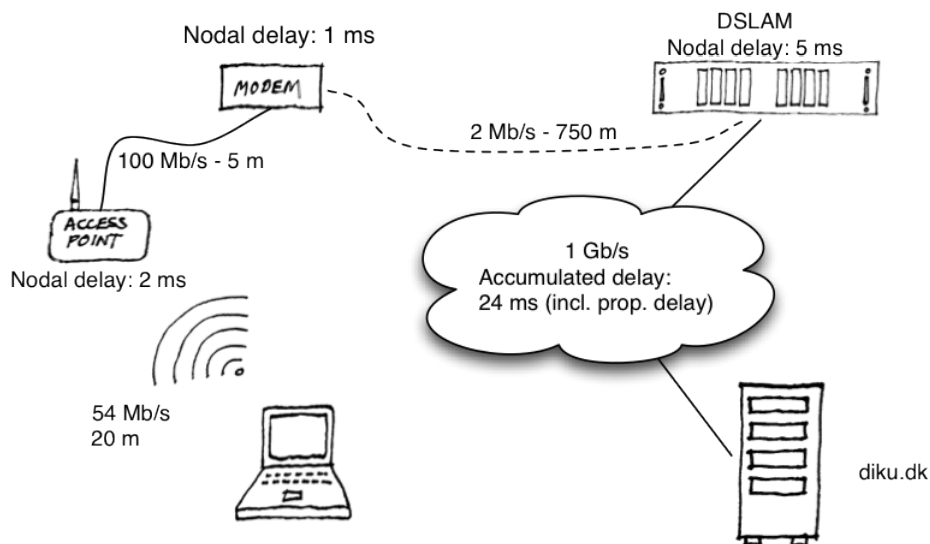 DSLAM
Nodal delay: 1 ms
Nodal delay: 5 ms
MODEM
2 Mb/s - 750 m
100 Mb/s - 5 m
ACCESS
POINT
Nodal delay: 2 ms
1 Gb/s
Accumulated delay:
24 ms (incl. prop. delay)
54 Mb/s
20 m
diku.dk